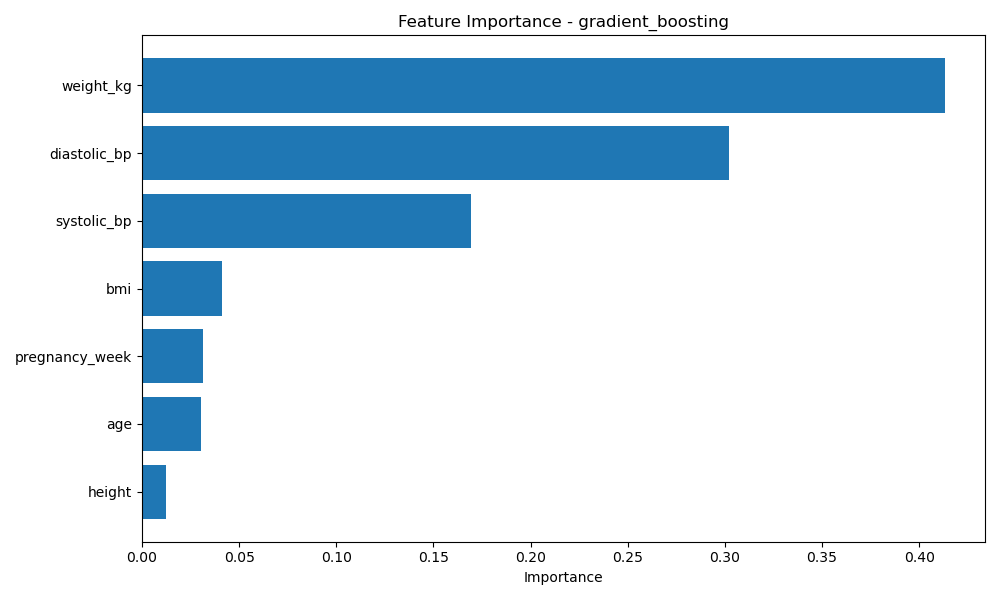 Feature Importance - gradient_boosting
weight_kg
diastolic_bp
systolic_bp
bmi
pregnancy_week
age
height
0.00 0.05 0.10 0.15 0.20 0.25 0.30 0.35 0.40
Importance